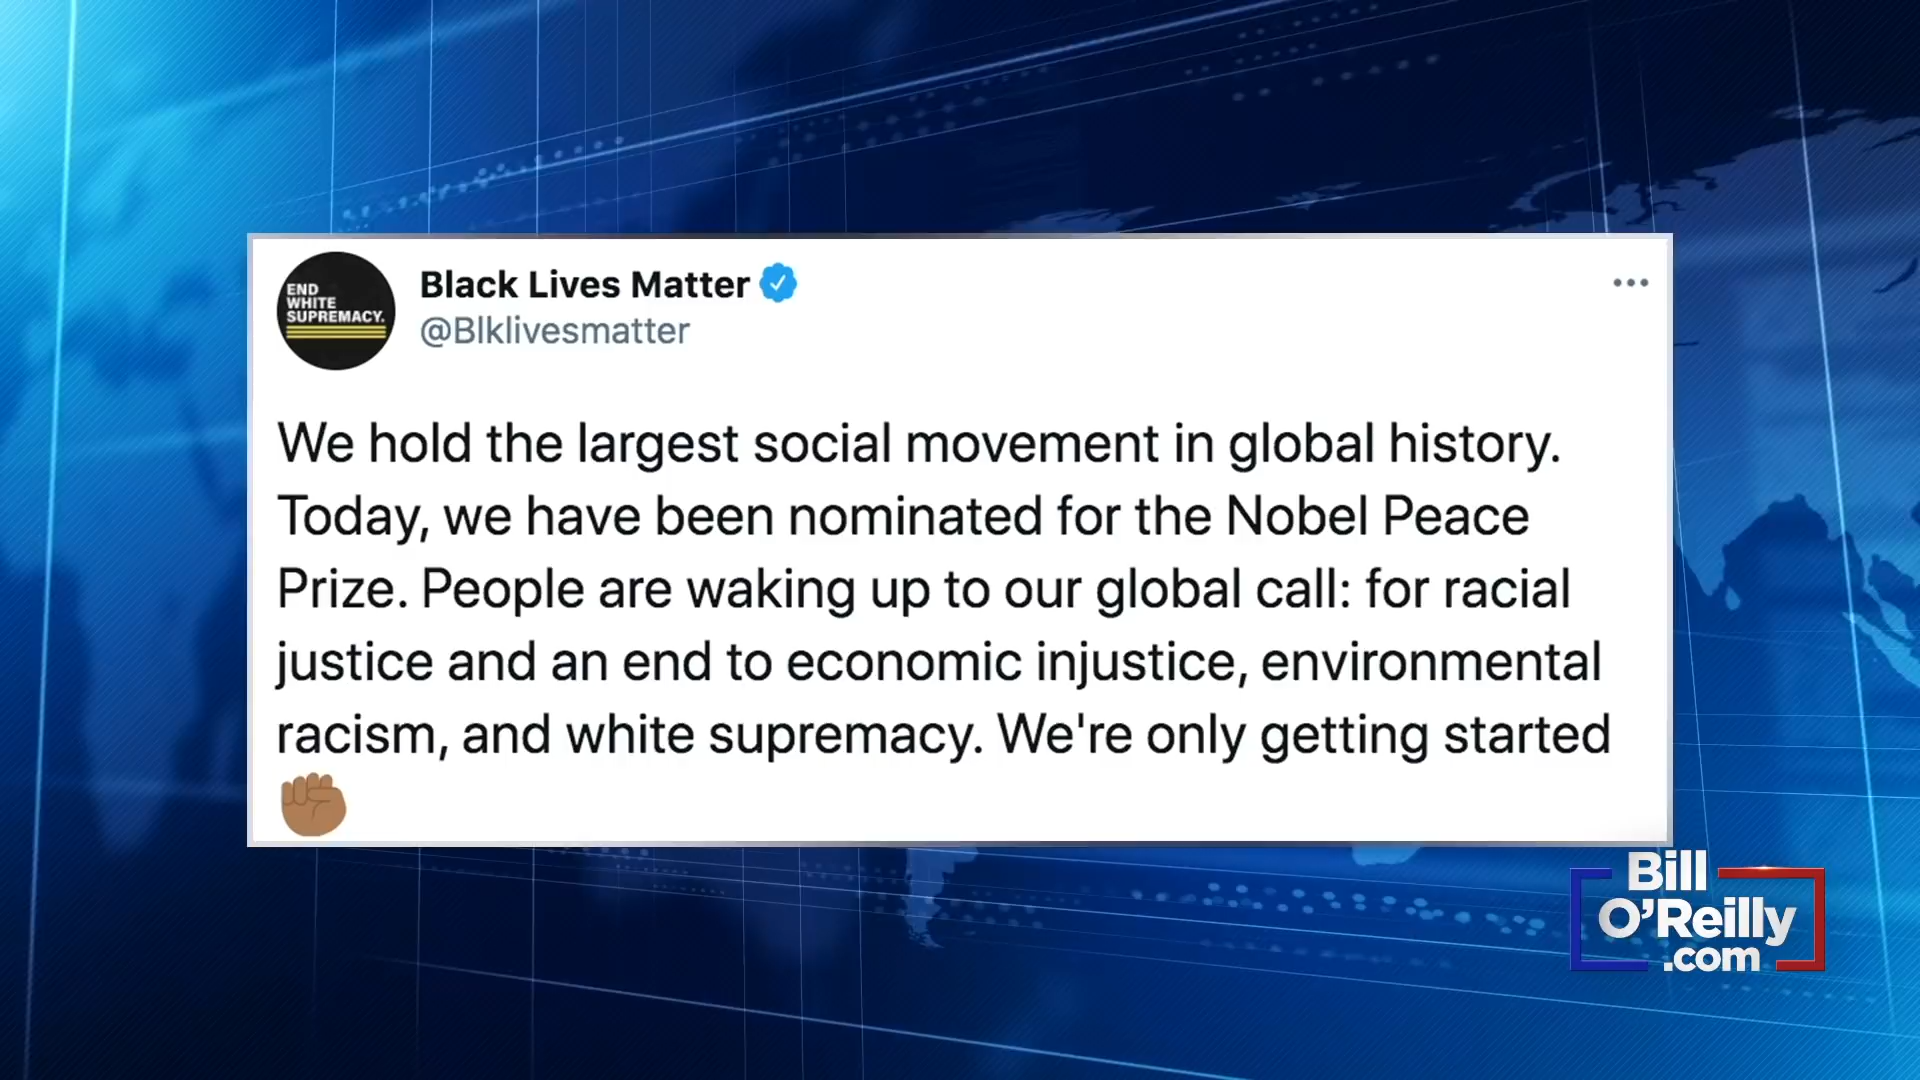 END
WHITE
SUPREMACY.
Black Lives Matter
@Blklivesmatter
We hold the largest social movement in global history.
Today, we have been nominated for the Nobel Peace
Prize. People are waking up to our global call: for racial
justice and an end to economic injustice, environmental
racism, and white supremacy. We're only getting started
✊🏾
Bill
O'Reilly
.com